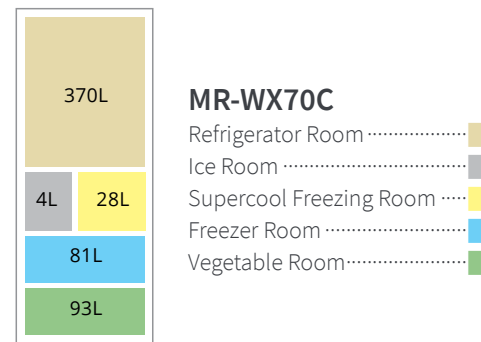 370L
4L 28L
81L
93L
MR-WX70C
Refrigerator Room
Ice Room
Supercool Freezing Room
Freezer Room
Vegetable Room